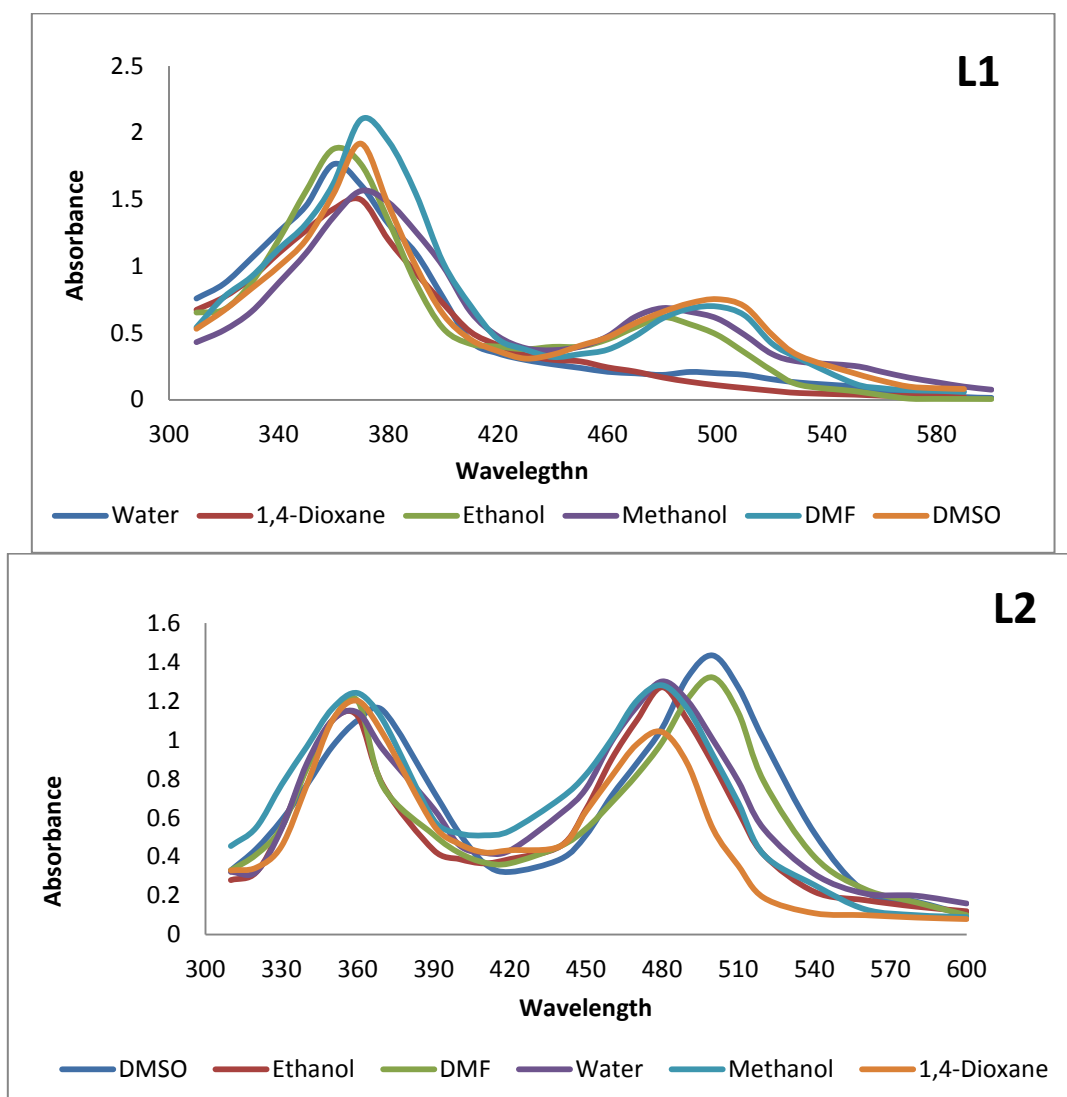 L1
2.5
2
1.5
1
0.5
0
Absorbance
300 340 380 420 460 500 540 580
Wavelegthn
Water 1,4-Dioxane Ethanol Methanol DMF DMSO
L2
1.6
1.4
1.2
1
0.8
0.6
0.4
0.2
0
Absorbance
300 330 360 390 420 450 480 510 540 570 600
Wavelength
DMSO Ethanol DMF Water Methanol 1,4-Dioxane